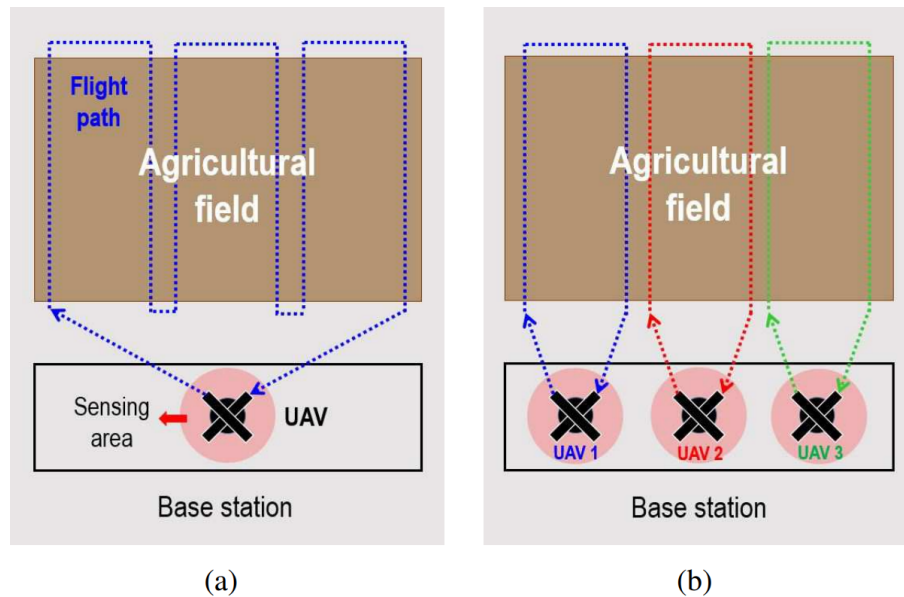 Flight
path
Agricultural
field
Sensing
area
UAV
Base station
(a)
Agricultural
field
UAV 1
UAV 2
UAV 3
Base station
(b)